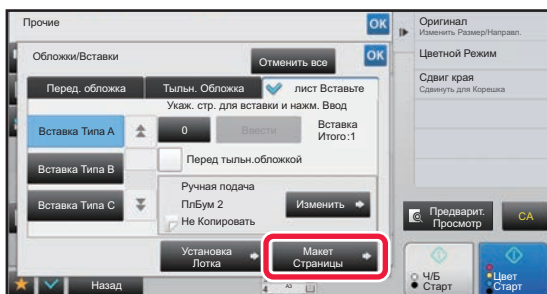 Прочие
OK
Обложки/Вставки
Отменить все
OK
Перед. обложка
Тыльн. Обложка
лист Вставьте
Укаж. стр. для вставки и нажм. Ввод
Вставка Типа A
0
Ввести
Вставка
Итого:1
Вставка Типа B
Перед тыльн.обложкой
Вставка Типа C
Ручная подача
ПлБум 2
Не Копировать
Изменить
Установка
Лотка
Макет
Страницы
Назад
4
A3
Оригинал
Изменить Размер/Направл.
Цветной Режим
Сдвиг края
Сдвинуть для Корешка
Предварит.
Просмотр
CA
Ч/Б
Старт
Цвет
Старт